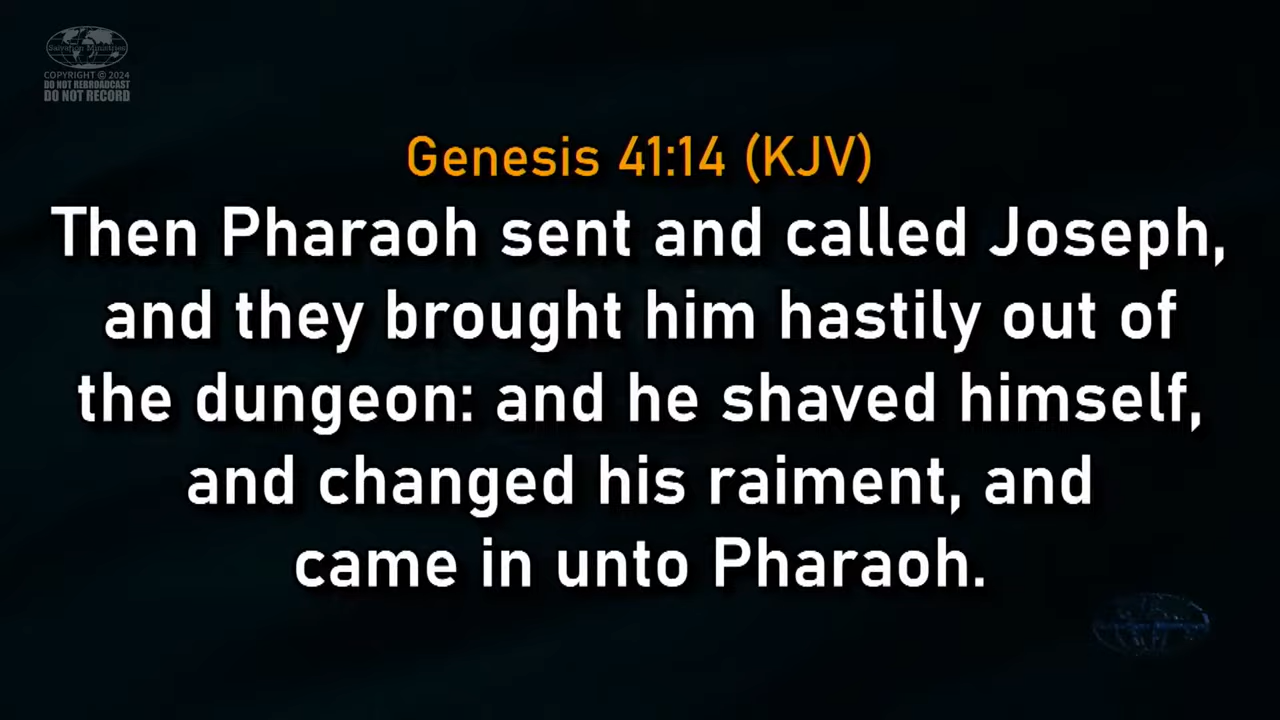 Salvation Ministries
COPYRIGHT © 2024
DO NOT REBROADCAST
DO NOT RECORD
Genesis 41:14 (KJV)
Then Pharaoh sent and called Joseph,
and they brought him hastily out of
the dungeon: and he shaved himself,
and changed his raiment, and
came in unto Pharaoh.